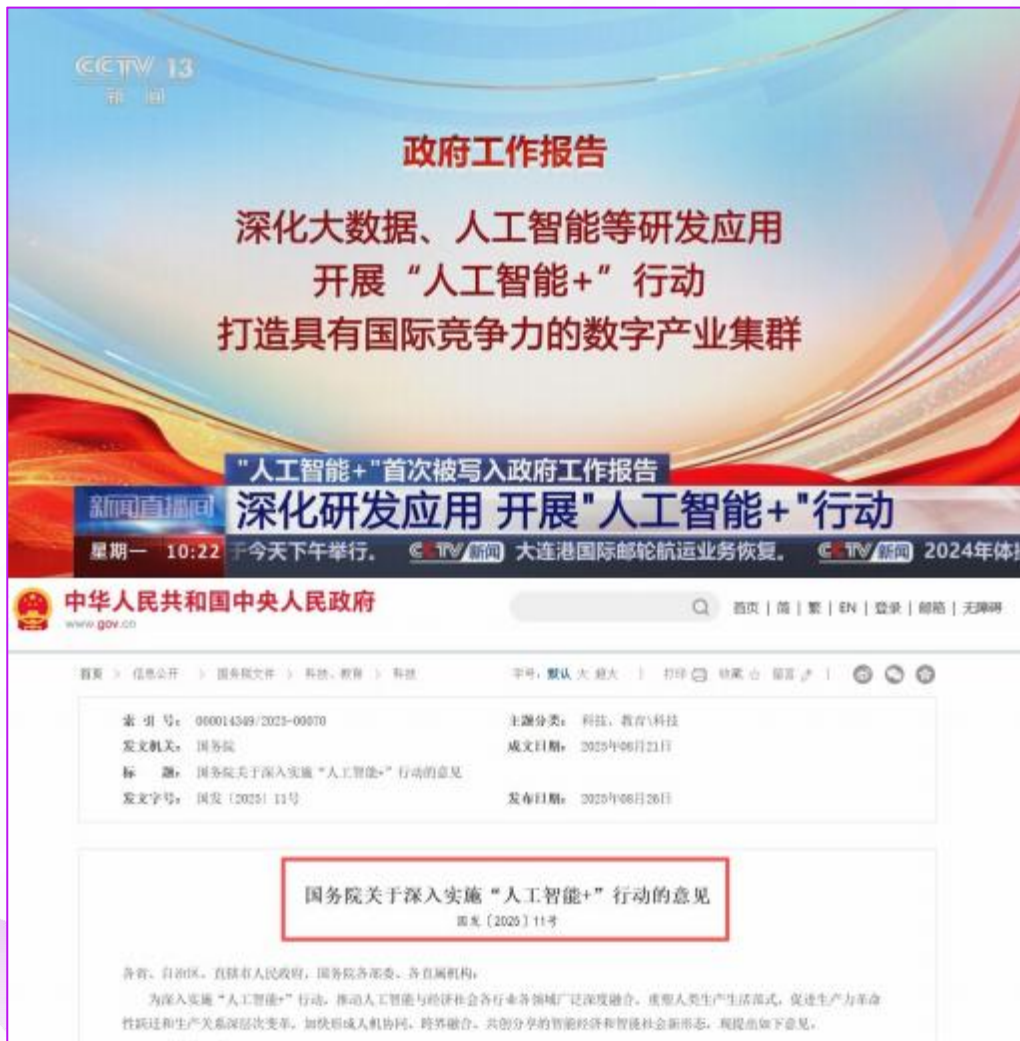 CCTV 13
新闻
政府工作报告
深化大数据、人工智能等研发应用
开展“人工智能+”行动
打造具有国际竞争力的数字产业集群
"人工智能+"首次被写入政府工作报告
新闻直播间
深化研发应用 开展"人工智能+"行动
星期一 10:22 于今天下午举行。 CCTV新闻 大连港国际邮轮航运业务恢复。 CCTV新闻 2024年体操
中华人民共和国中央人民政府
www.gov.cn
首页 | 简 | 繁 | EN | 登录 | 邮箱 | 无障碍
首页 > 信息公开 > 国务院文件 > 科技、教育 > 科技
字号:默认 大 超大 | 打印 收藏 留言 |
索 引 号: 000014349/2025-00070 主题分类: 科技、教育\科技
发文机关: 国务院 成文日期: 2025年08月21日
标 题: 国务院关于深入实施“人工智能+”行动的意见
发文字号: 国发〔2025〕11号 发布日期: 2025年08月26日
国务院关于深入实施“人工智能+”行动的意见
国发〔2025〕11号
各省、自治区、直辖市人民政府,国务院各部委、各直属机构:
为深入实施“人工智能+”行动,推动人工智能与经济社会各行业各领域广泛深度融合,重塑人类生产生活范式,促进生产力革命
性跃迁和生产关系深层次变革,加快形成人机协同、跨界融合、共创分享的智能经济和智能社会新形态,现提出如下意见。